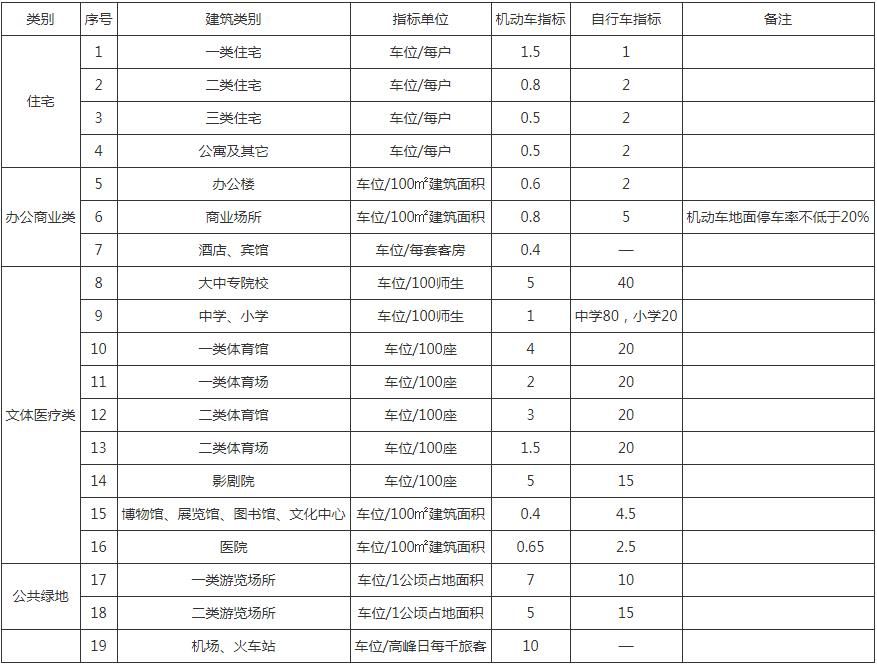 类别 序号 建筑类别 指标单位 机动车指标 自行车指标 备注
住宅 1 一类住宅 车位/每户 1.5 1
2 二类住宅 车位/每户 0.8 2
3 三类住宅 车位/每户 0.5 2
4 公寓及其它 车位/每户 0.5 2
办公商业类 5 办公楼 车位/100㎡建筑面积 0.6 2
6 商业场所 车位/100㎡建筑面积 0.8 5 机动车地面停车率不低于20%
7 酒店、宾馆 车位/每套客房 0.4 —
文体医疗类 8 大中专院校 车位/100师生 5 40
9 中学、小学 车位/100师生 1 中学80，小学20
10 一类体育馆 车位/100座 4 20
11 一类体育场 车位/100座 2 20
12 二类体育馆 车位/100座 3 20
13 二类体育场 车位/100座 1.5 20
14 影剧院 车位/100座 5 15
15 博物馆、展览馆、图书馆、文化中心 车位/100㎡建筑面积 0.4 4.5
16 医院 车位/100㎡建筑面积 0.65 2.5
公共绿地 17 一类游览场所 车位/1公顷占地面积 7 10
18 二类游览场所 车位/1公顷占地面积 5 15
19 机场、火车站 车位/高峰日每千旅客 10 —